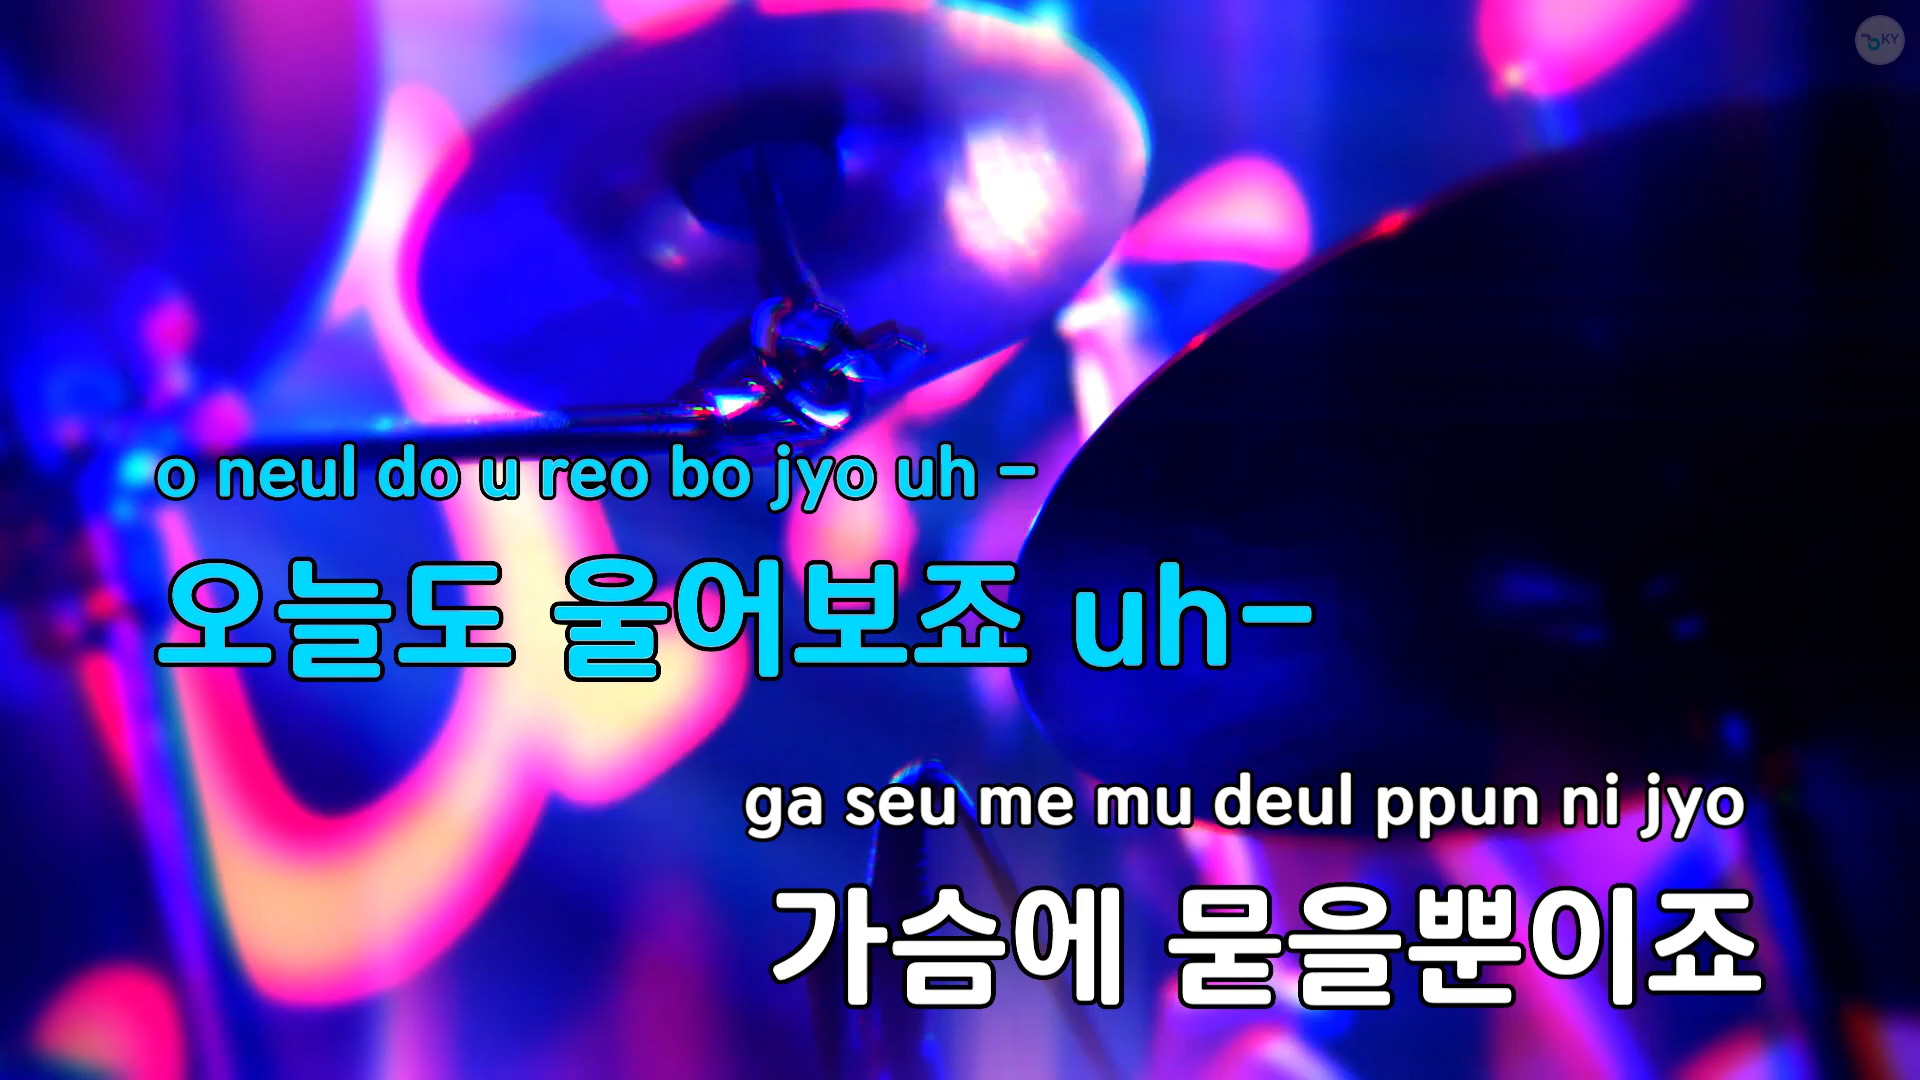 KY
o neul do u reo bo jyo uh –
오늘도 울어보죠 uh–
ga seu me mu deul ppun ni jyo
가슴에 묻을뿐이죠